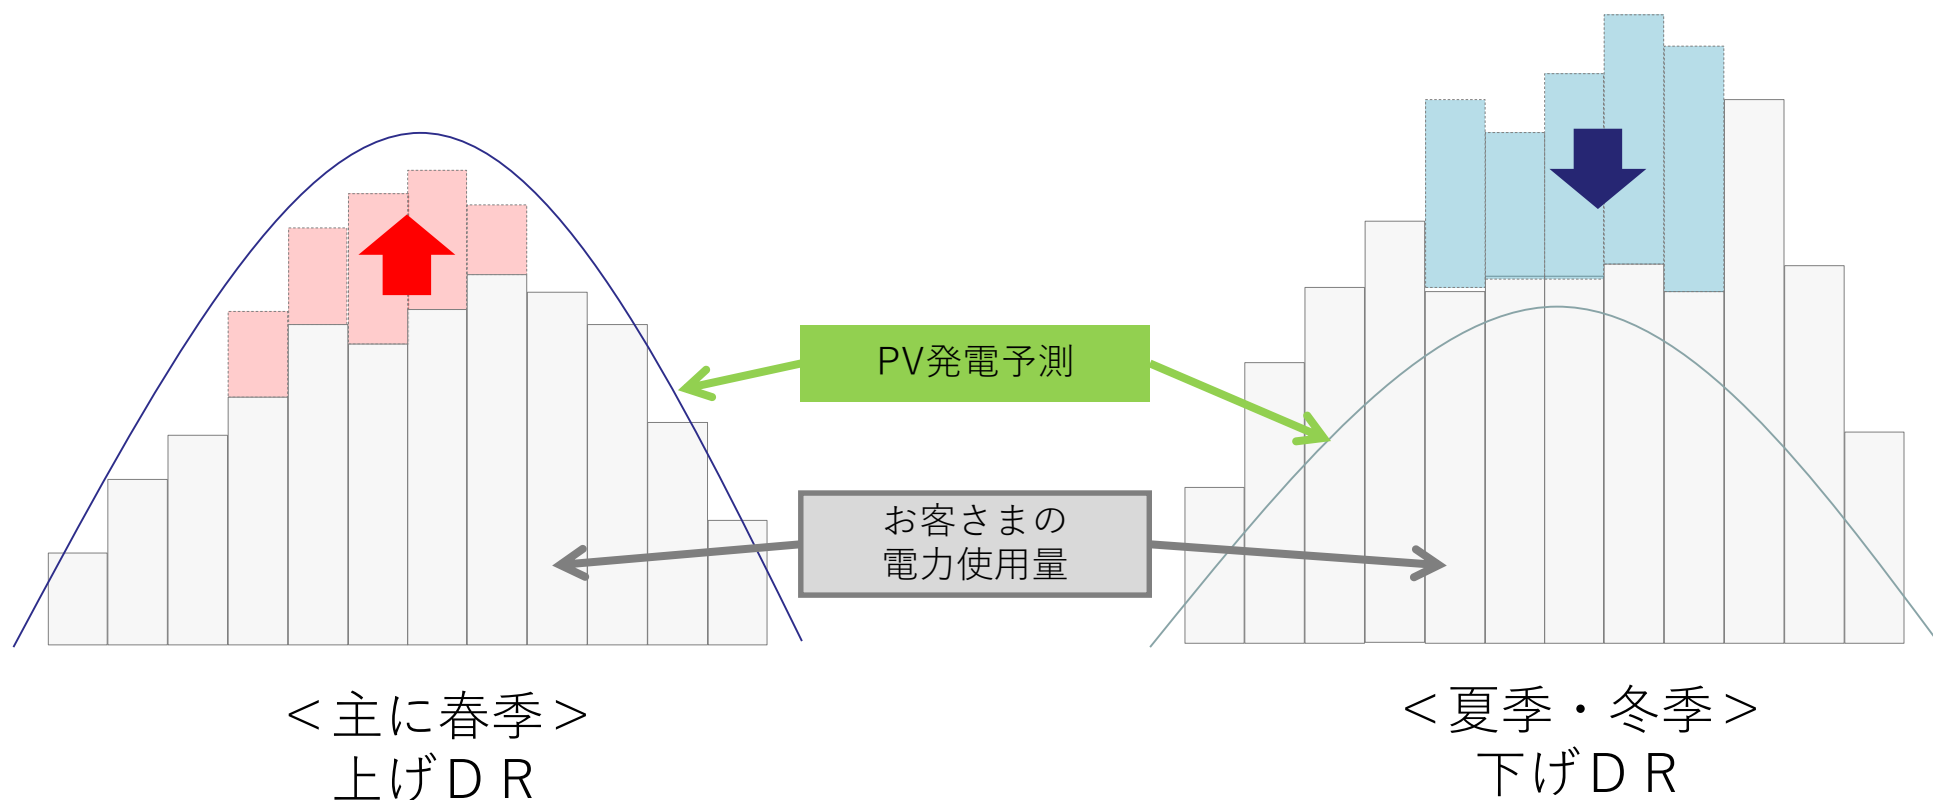 PV発電予測
お客さまの
電力使用量
＜主に春季＞
上げＤＲ
＜夏季・冬季＞
下げＤＲ